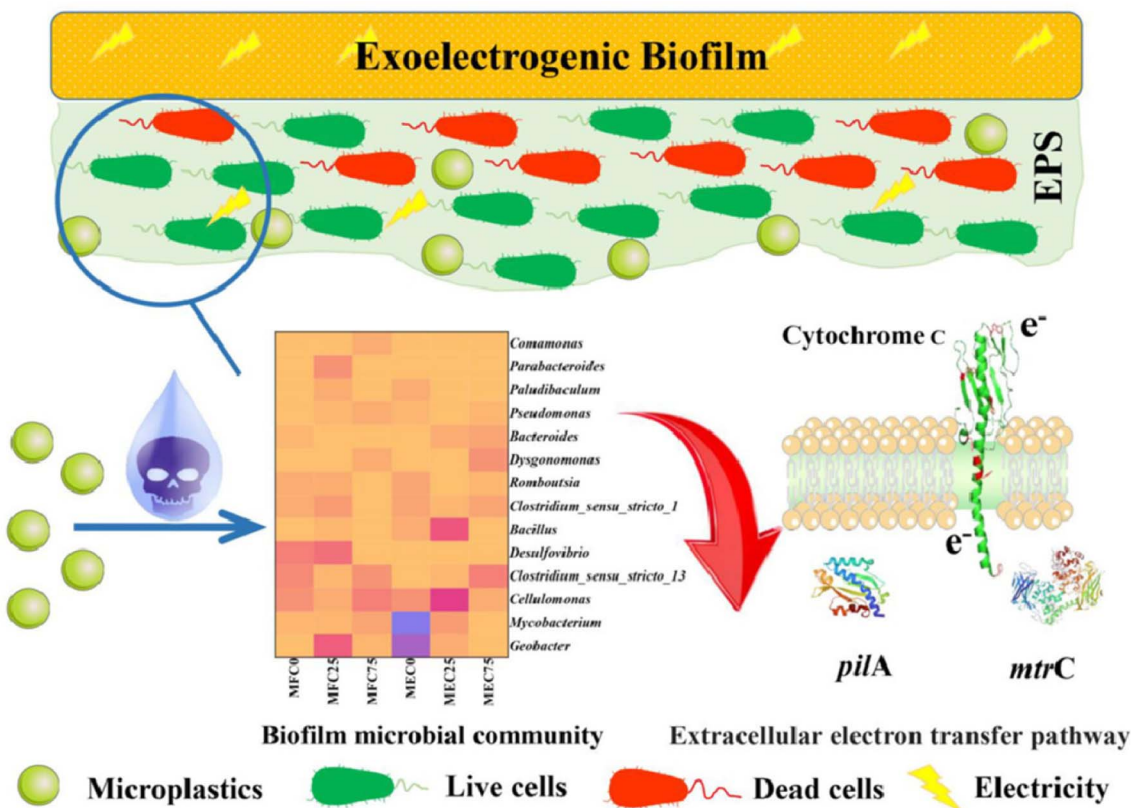 Exoelectrogenic Biofilm
EPS
Comamonas
Parabacteroides
Paludibaculum
Pseudomonas
Bacteroides
Dysgonomonas
Romboutsia
Clostridium_sensu_stricto_1
Bacillus
Desulfovibrio
Clostridium_sensu_stricto_13
Cellulomonas
Mycobacterium
Geobacter
MFC0
MFC25
MFC75
MEC0
MEC25
MEC75
Biofilm microbial community
Cytochrome C
e-
e-
pilA
mtrC
Extracellular electron transfer pathway
Microplastics
Live cells
Dead cells
Electricity